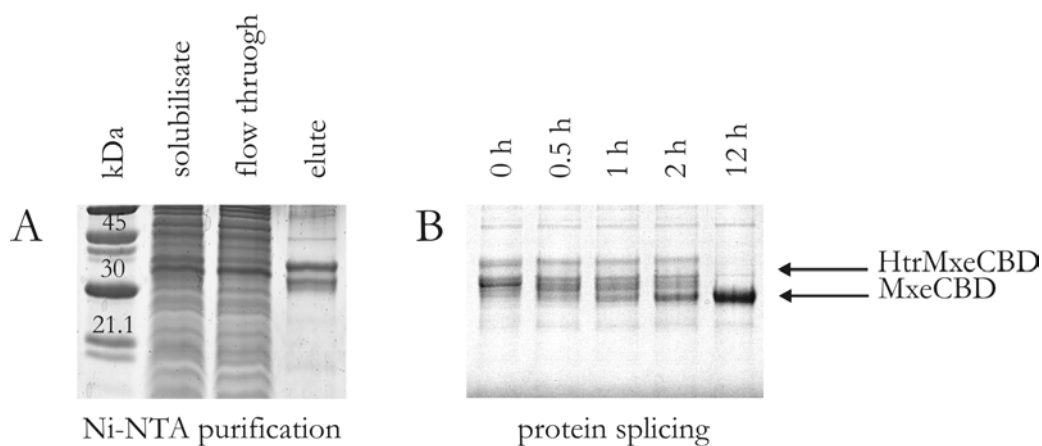 A
kDa
solubilisate
flow thruogh
elute
45
30
21.1
Ni-NTA purification
B
0 h
0.5 h
1 h
2 h
12 h
HtrMxeCBD
MxeCBD
protein splicing